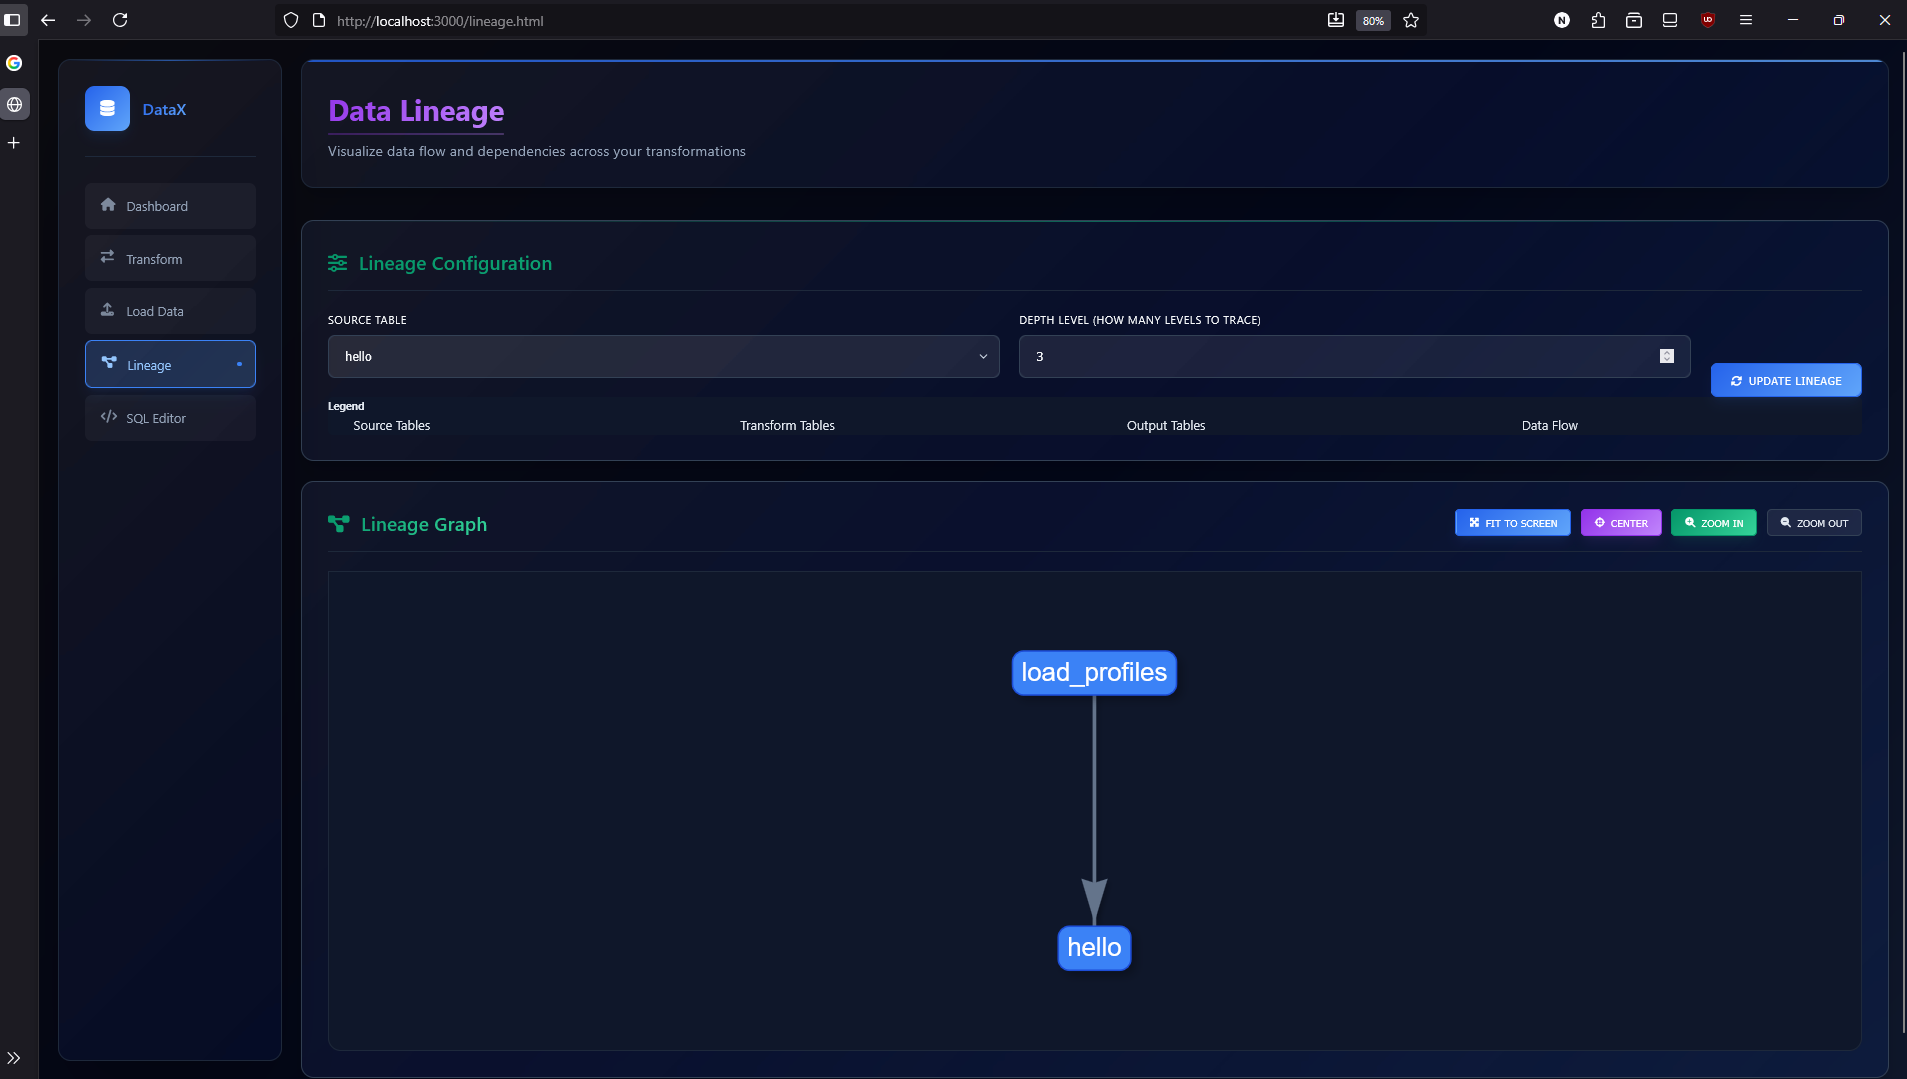 http://localhost:3000/lineage.html
80%
N
DataX
Dashboard
Transform
Load Data
Lineage
SQL Editor
Data Lineage
Visualize data flow and dependencies across your transformations
Lineage Configuration
SOURCE TABLE
hello
DEPTH LEVEL (HOW MANY LEVELS TO TRACE)
3
UPDATE LINEAGE
Legend
Source Tables
Transform Tables
Output Tables
Data Flow
Lineage Graph
FIT TO SCREEN
CENTER
ZOOM IN
ZOOM OUT
load_profiles
hello